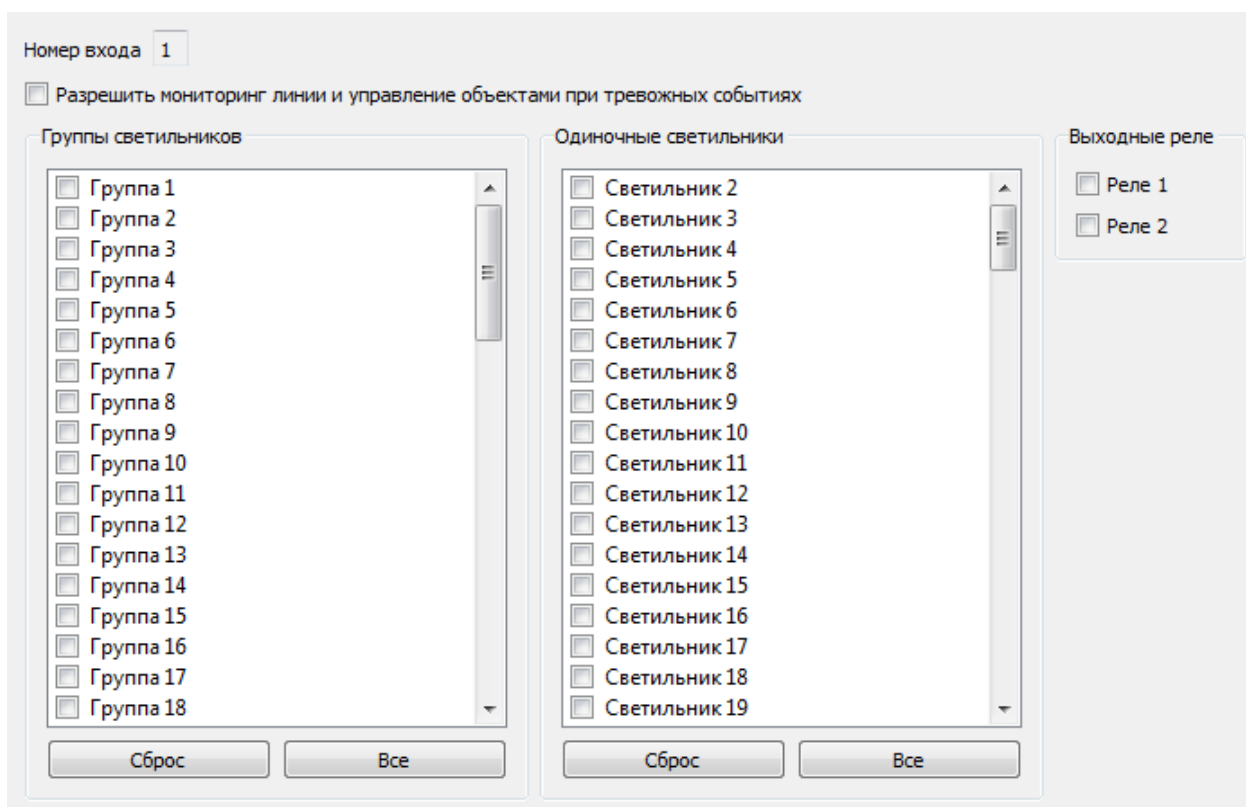 Номер входа 1
Разрешить мониторинг линии и управление объектами при тревожных событиях
Группы светильников
Группа 1
Группа 2
Группа 3
Группа 4
Группа 5
Группа 6
Группа 7
Группа 8
Группа 9
Группа 10
Группа 11
Группа 12
Группа 13
Группа 14
Группа 15
Группа 16
Группа 17
Группа 18
Сброс
Все
Одиночные светильники
Светильник 2
Светильник 3
Светильник 4
Светильник 5
Светильник 6
Светильник 7
Светильник 8
Светильник 9
Светильник 10
Светильник 11
Светильник 12
Светильник 13
Светильник 14
Светильник 15
Светильник 16
Светильник 17
Светильник 18
Светильник 19
Сброс
Все
Выходные реле
Реле 1
Реле 2